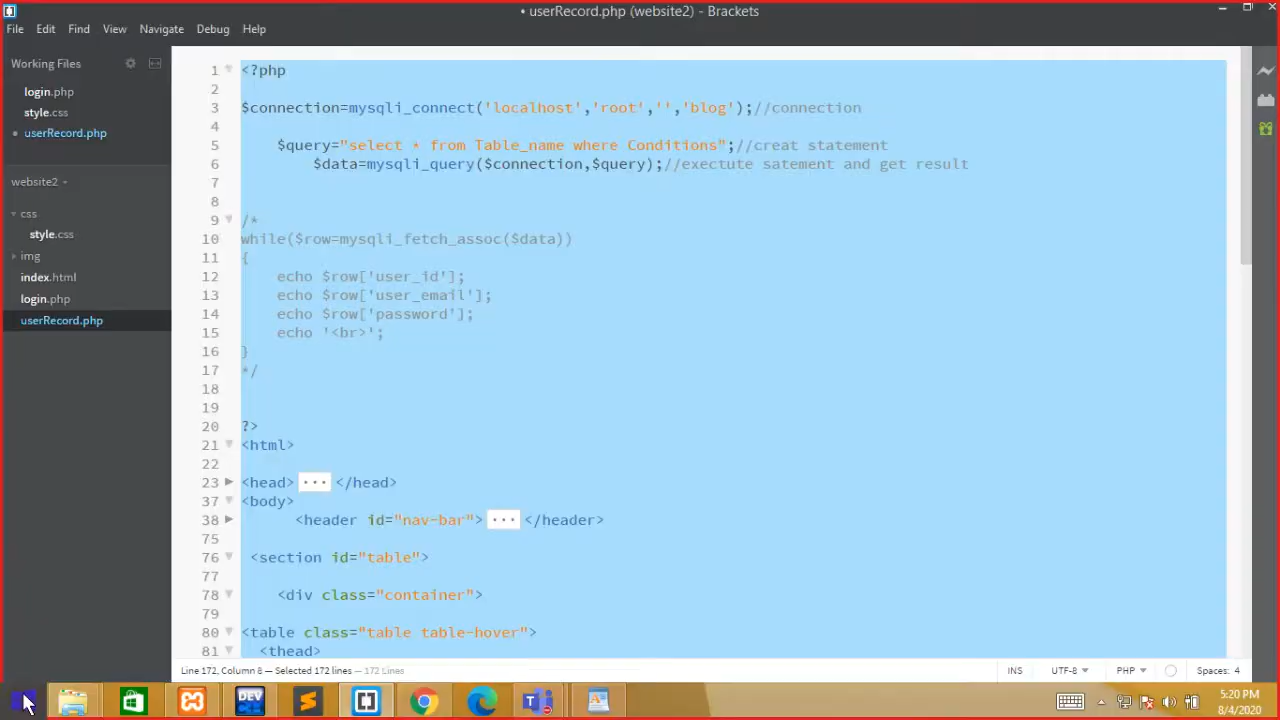 • userRecord.php (website2) - Brackets
File Edit Find View Navigate Debug Help
Working Files
login.php
style.css
userRecord.php
website2
css
style.css
img
index.html
login.php
userRecord.php
1 <?php
2
3 $connection=mysqli_connect('localhost','root','','blog');//connection
4
5 $query="select * from Table_name where Conditions";//creat statement
6 $data=mysqli_query($connection,$query);//exectute satement and get result
7
8
9 /*
10 while($row=mysqli_fetch_assoc($data))
11 {
12 echo $row['user_id'];
13 echo $row['user_email'];
14 echo $row['password'];
15 echo '<br>';
16 }
17 */
18
19
20 ?>
21 <html>
22
23 <head> ... </head>
37 <body>
38 <header id="nav-bar"> ... </header>
75
76 <section id="table">
77
78 <div class="container">
79
80 <table class="table table-hover">
81 <thead>
Line 172, Column 8 — Selected 172 lines — 172 Lines
INS UTF-8 PHP Spaces: 4
DEV
5:20 PM
8/4/2020